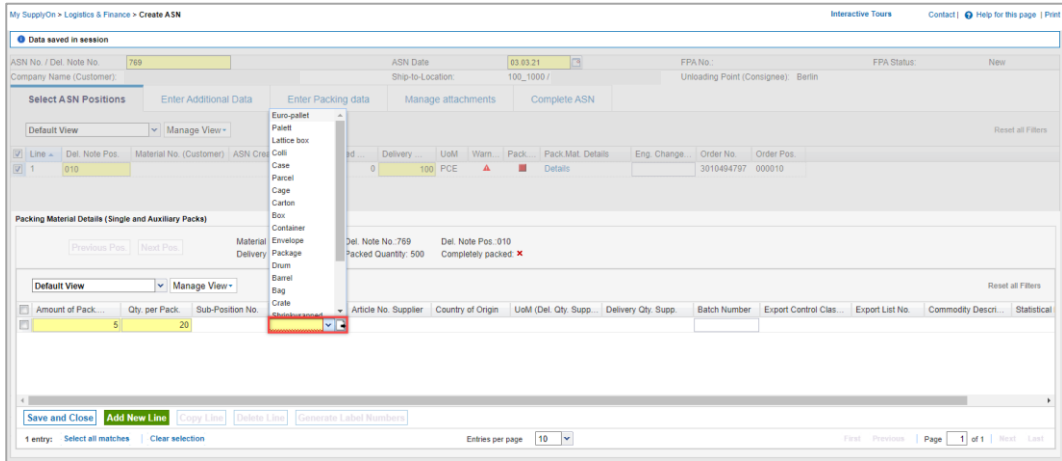 My SupplyOn > Logistics & Finance > Create ASN Interactive Tours Contact | Help for this page | Print
Data saved in session
ASN No. / Del. Note No. 769 ASN Date 03.03.21 FPA No.: FPA Status: New
Company Name (Customer): Ship-to-Location: 100_1000 / Unloading Point (Consignee): Berlin
Select ASN Positions Enter Additional Data Enter Packing data Manage attachments Complete ASN
Default View Manage View Reset all Filters
Line Del. Note Pos. Material No. (Customer) ASN Crea ed ... Delivery ... UoM Warn... Pack... Pack.Mat. Details Eng. Change... Order No. Order Pos.
1 010 0 100 PCE Details 3010494797 000010
Euro-pallet
Palett
Lattice box
Colli
Case
Parcel
Cage
Carton
Box
Container
Envelope
Package
Drum
Barrel
Bag
Crate
Shrinkwrapped
Packing Material Details (Single and Auxiliary Packs)
Previous Pos. Next Pos. Material Del. Note No.:769 Del. Note Pos.:010
Delivery Packed Quantity: 500 Completely packed: ✖
Default View Manage View Reset all Filters
Amount of Pack.... Qty. per Pack. Sub-Position No. Article No. Supplier Country of Origin UoM (Del. Qty. Supp... Delivery Qty. Supp. Batch Number Export Control Clas... Export List No. Commodity Descri... Statistical
5 20
Save and Close Add New Line Copy Line Delete Line Generate Label Numbers
1 entry: Select all matches | Clear selection Entries per page 10 First Previous | Page 1 of 1 | Next Last